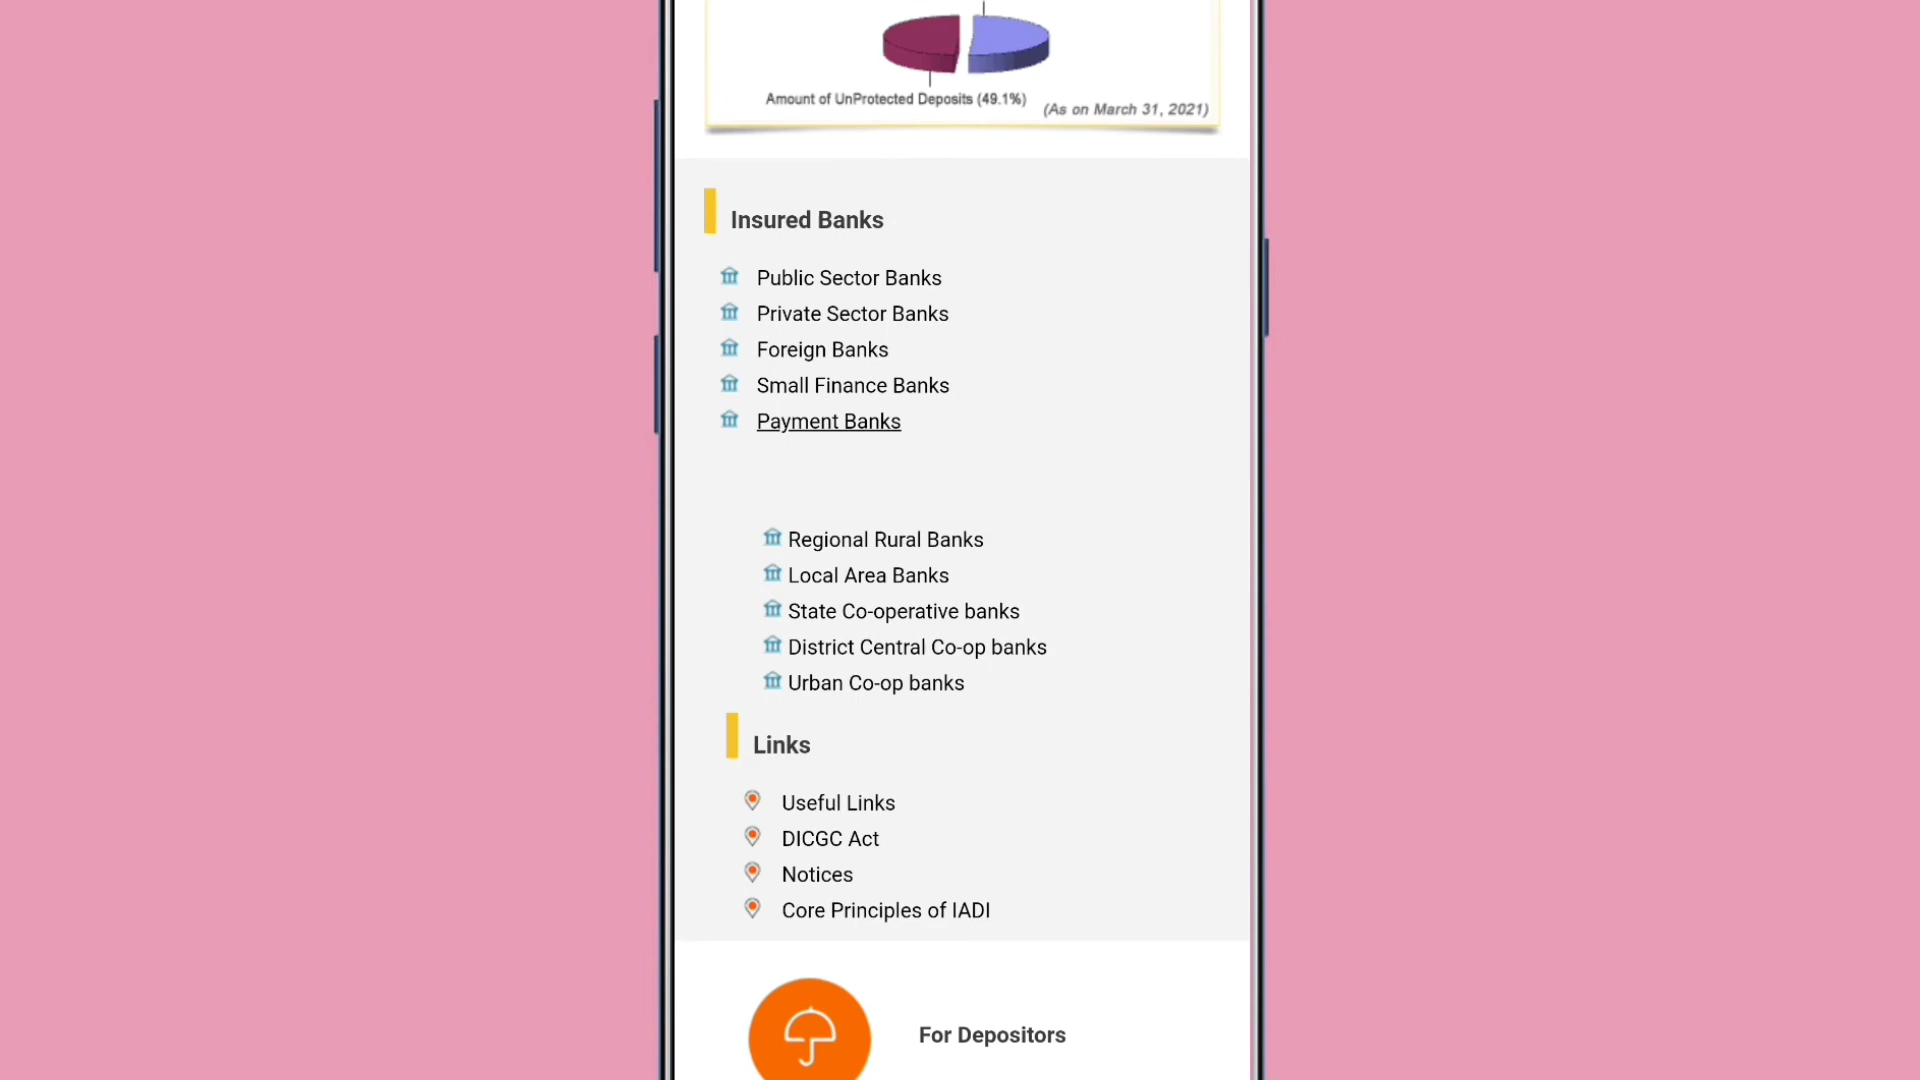 Amount of UnProtected Deposits (49.1%)
(As on March 31, 2021)
Insured Banks
Public Sector Banks
Private Sector Banks
Foreign Banks
Small Finance Banks
Payment Banks
Regional Rural Banks
Local Area Banks
State Co-operative banks
District Central Co-op banks
Urban Co-op banks
Links
Useful Links
DICGC Act
Notices
Core Principles of IADI
For Depositors